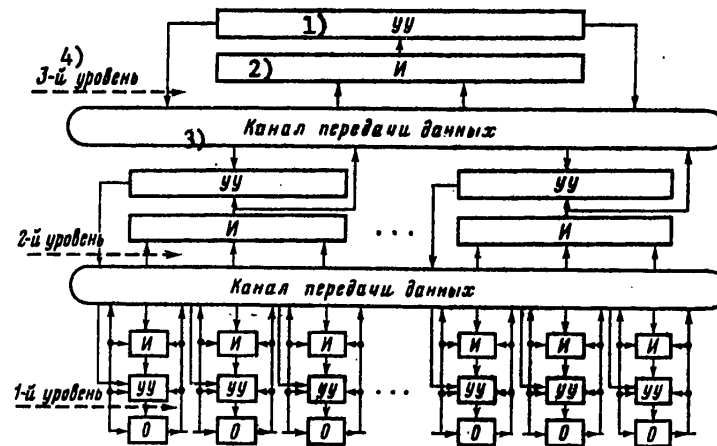 1) УУ
4)
2) И
3-й уровень
Канал передачи данных
3)
УУ УУ
И ... И
2-й уровень
Канал передачи данных
И И И И И И
УУ УУ УУ ... УУ УУ УУ
1-й уровень
О О О О О О